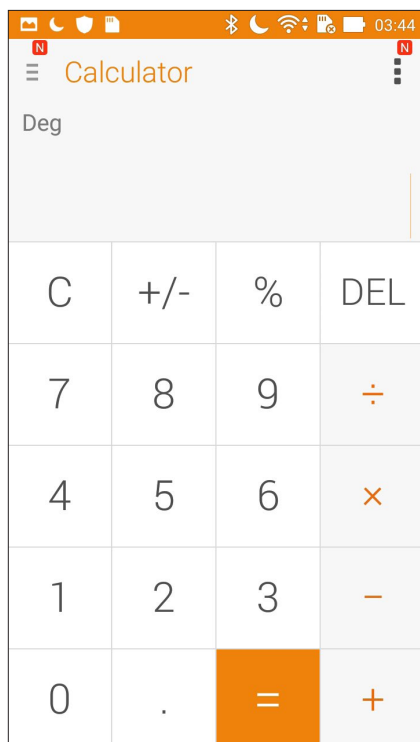 03:44
N N
Calculator
Deg
C +/- % DEL
7 8 9 ÷
4 5 6 ×
1 2 3 −
0 . = +